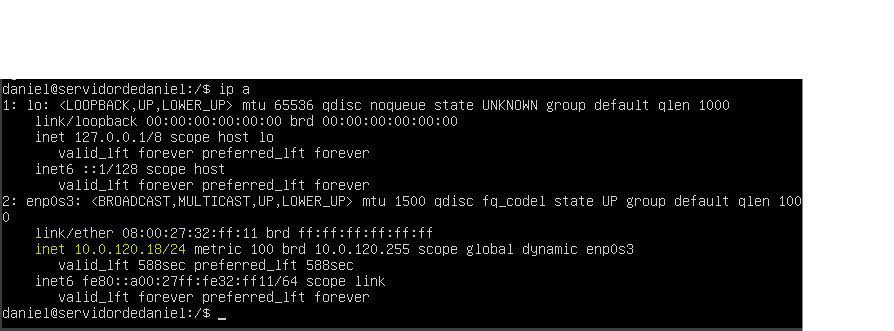 daniel@servidordedaniel:/$ ip a
1: lo: <LOOPBACK,UP,LOWER_UP> mtu 65536 qdisc noqueue state UNKNOWN group default qlen 1000
    link/loopback 00:00:00:00:00:00 brd 00:00:00:00:00:00
    inet 127.0.0.1/8 scope host lo
       valid_lft forever preferred_lft forever
    inet6 ::1/128 scope host
       valid_lft forever preferred_lft forever
2: enp0s3: <BROADCAST,MULTICAST,UP,LOWER_UP> mtu 1500 qdisc fq_codel state UP group default qlen 100
0
    link/ether 08:00:27:32:ff:11 brd ff:ff:ff:ff:ff:ff
    inet 10.0.120.18/24 metric 100 brd 10.0.120.255 scope global dynamic enp0s3
       valid_lft 588sec preferred_lft 588sec
    inet6 fe80::a00:27ff:fe32:ff11/64 scope link
       valid_lft forever preferred_lft forever
daniel@servidordedaniel:/$ _